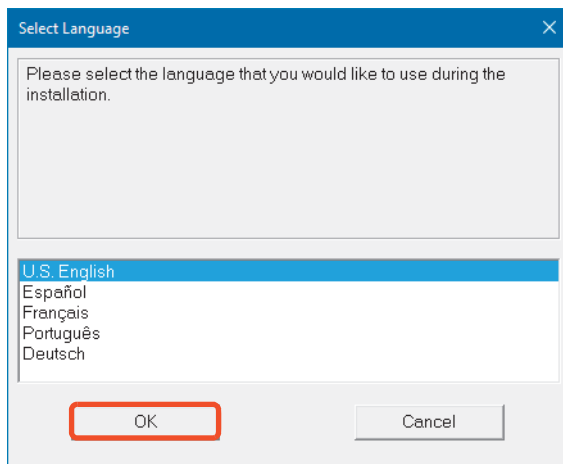 Select Language
Please select the language that you would like to use during the
installation.
U.S. English
Español
Français
Português
Deutsch
OK
Cancel